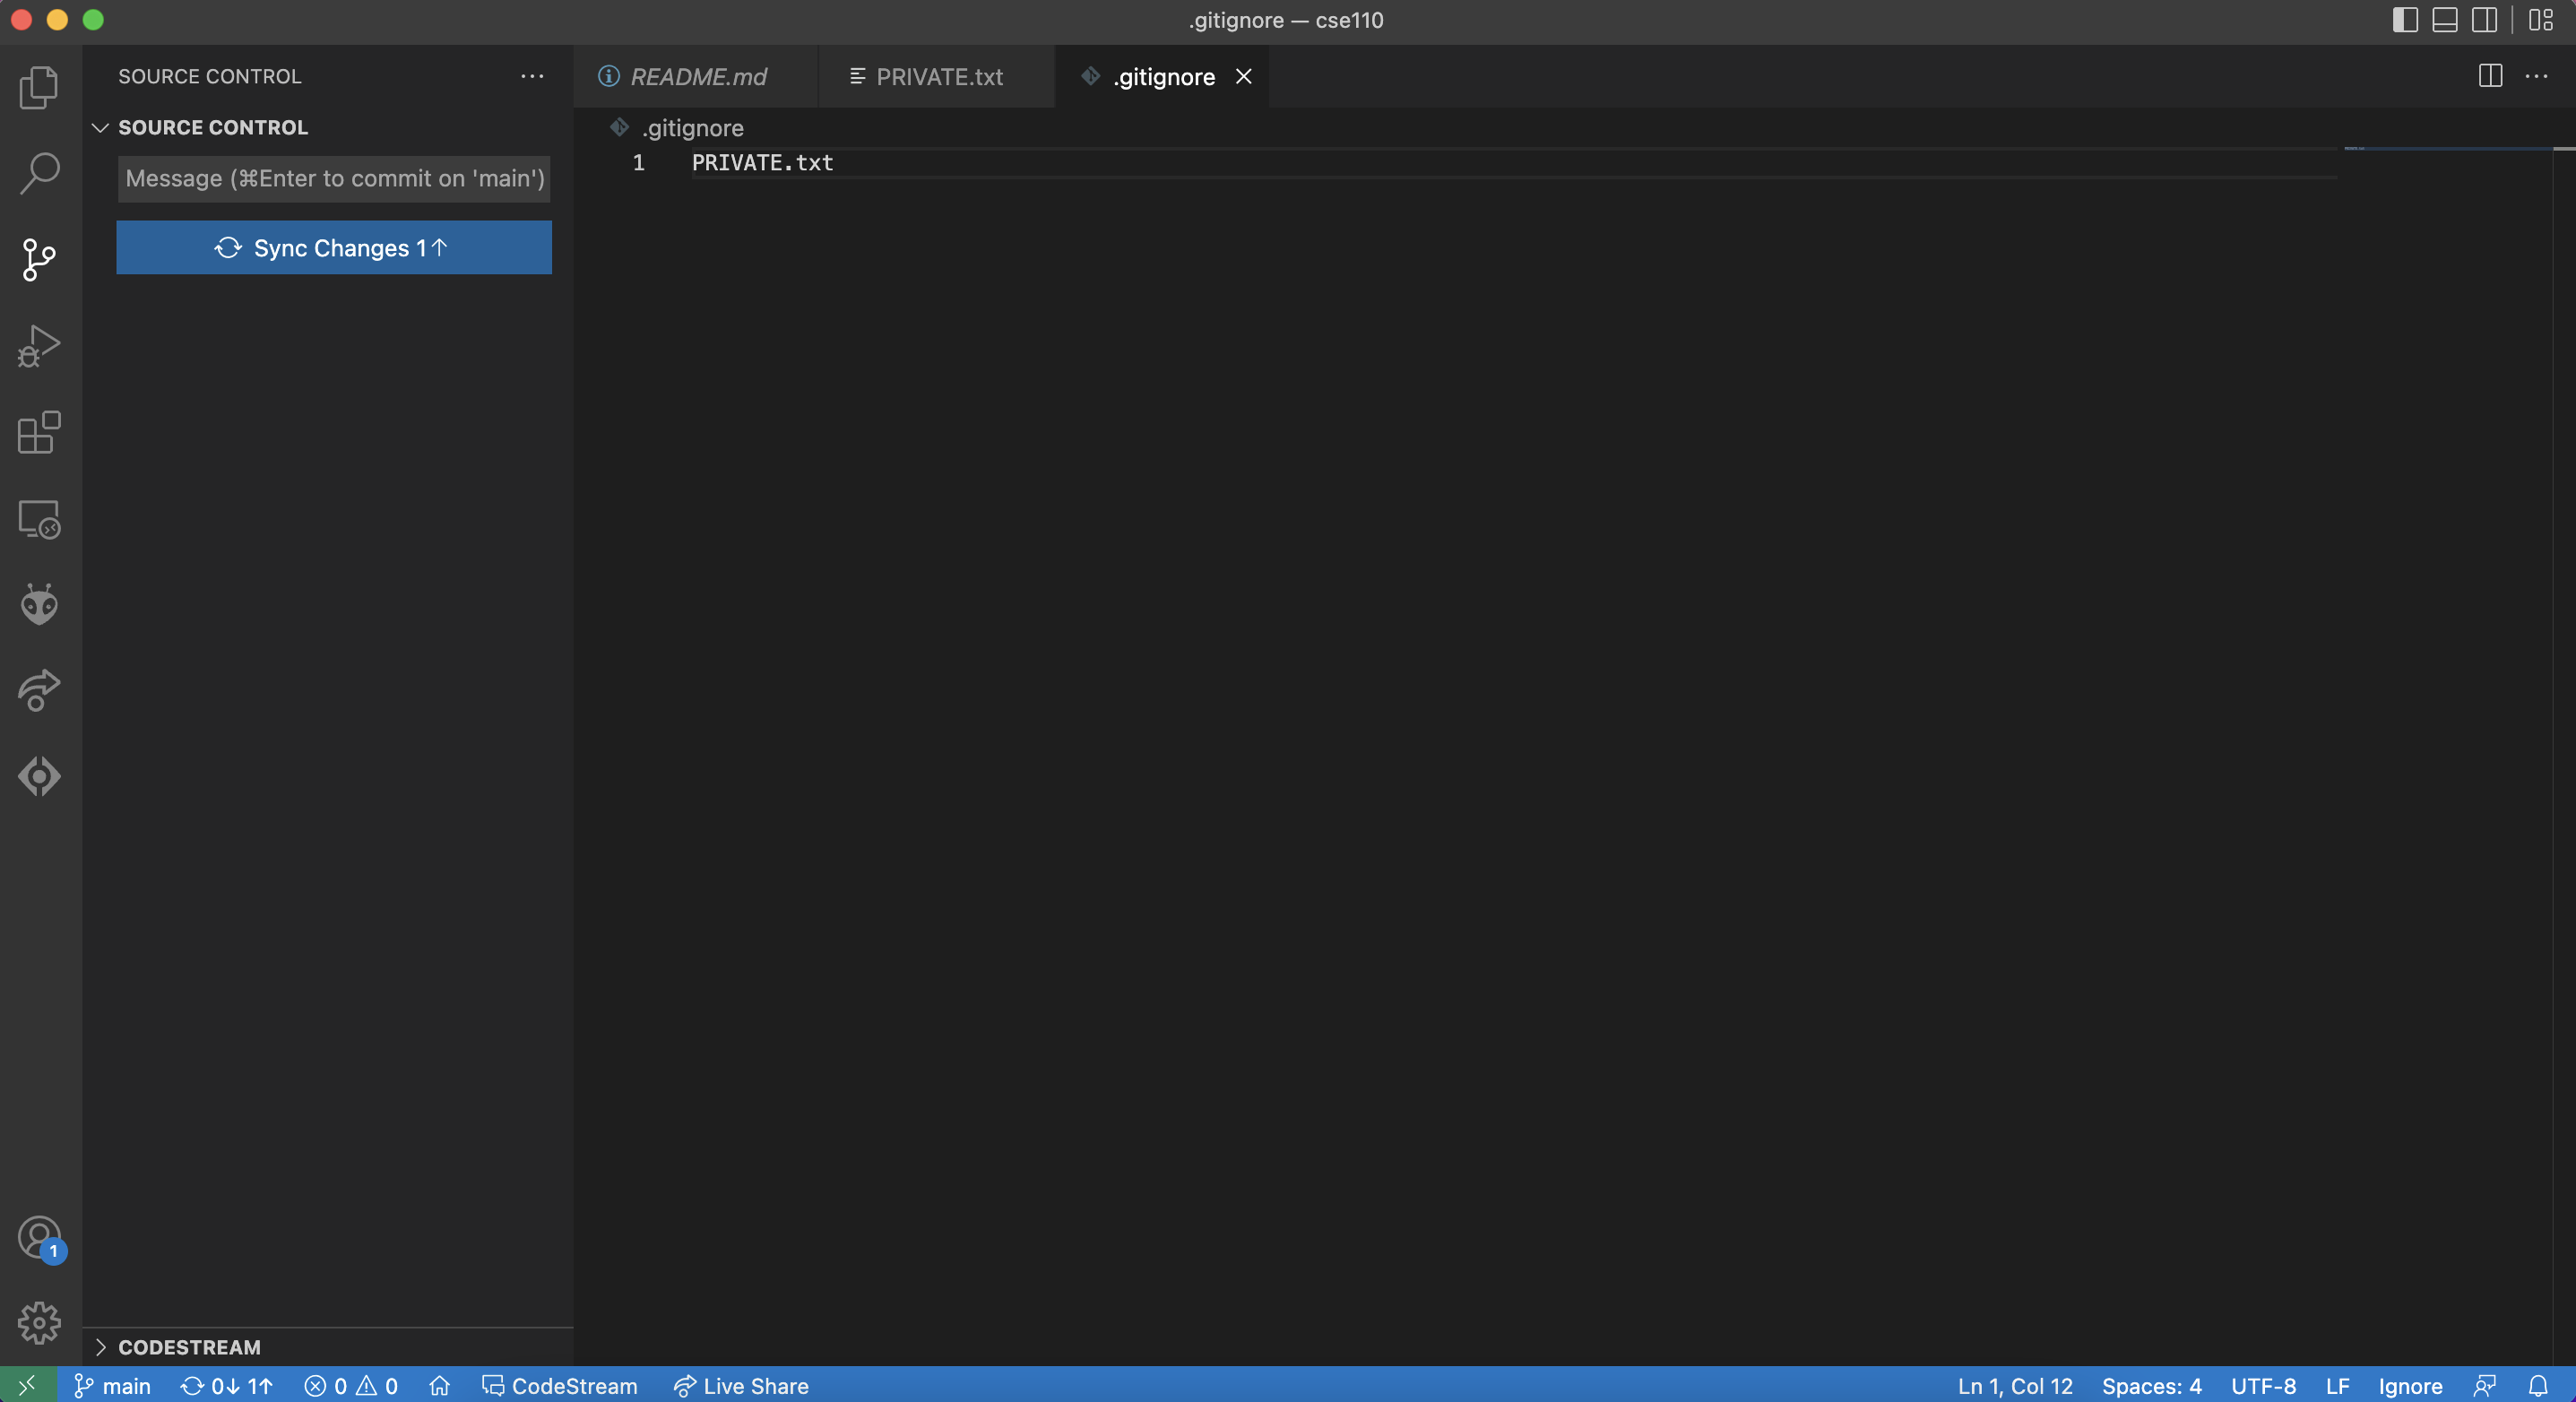 .gitignore — cse110
SOURCE CONTROL
README.md
PRIVATE.txt
.gitignore
SOURCE CONTROL
.gitignore
Message (⌘Enter to commit on 'main')
1 PRIVATE.txt
Sync Changes 1↑
1
CODESTREAM
main 0↓ 1↑ 0 0 CodeStream Live Share Ln 1, Col 12 Spaces: 4 UTF-8 LF Ignore